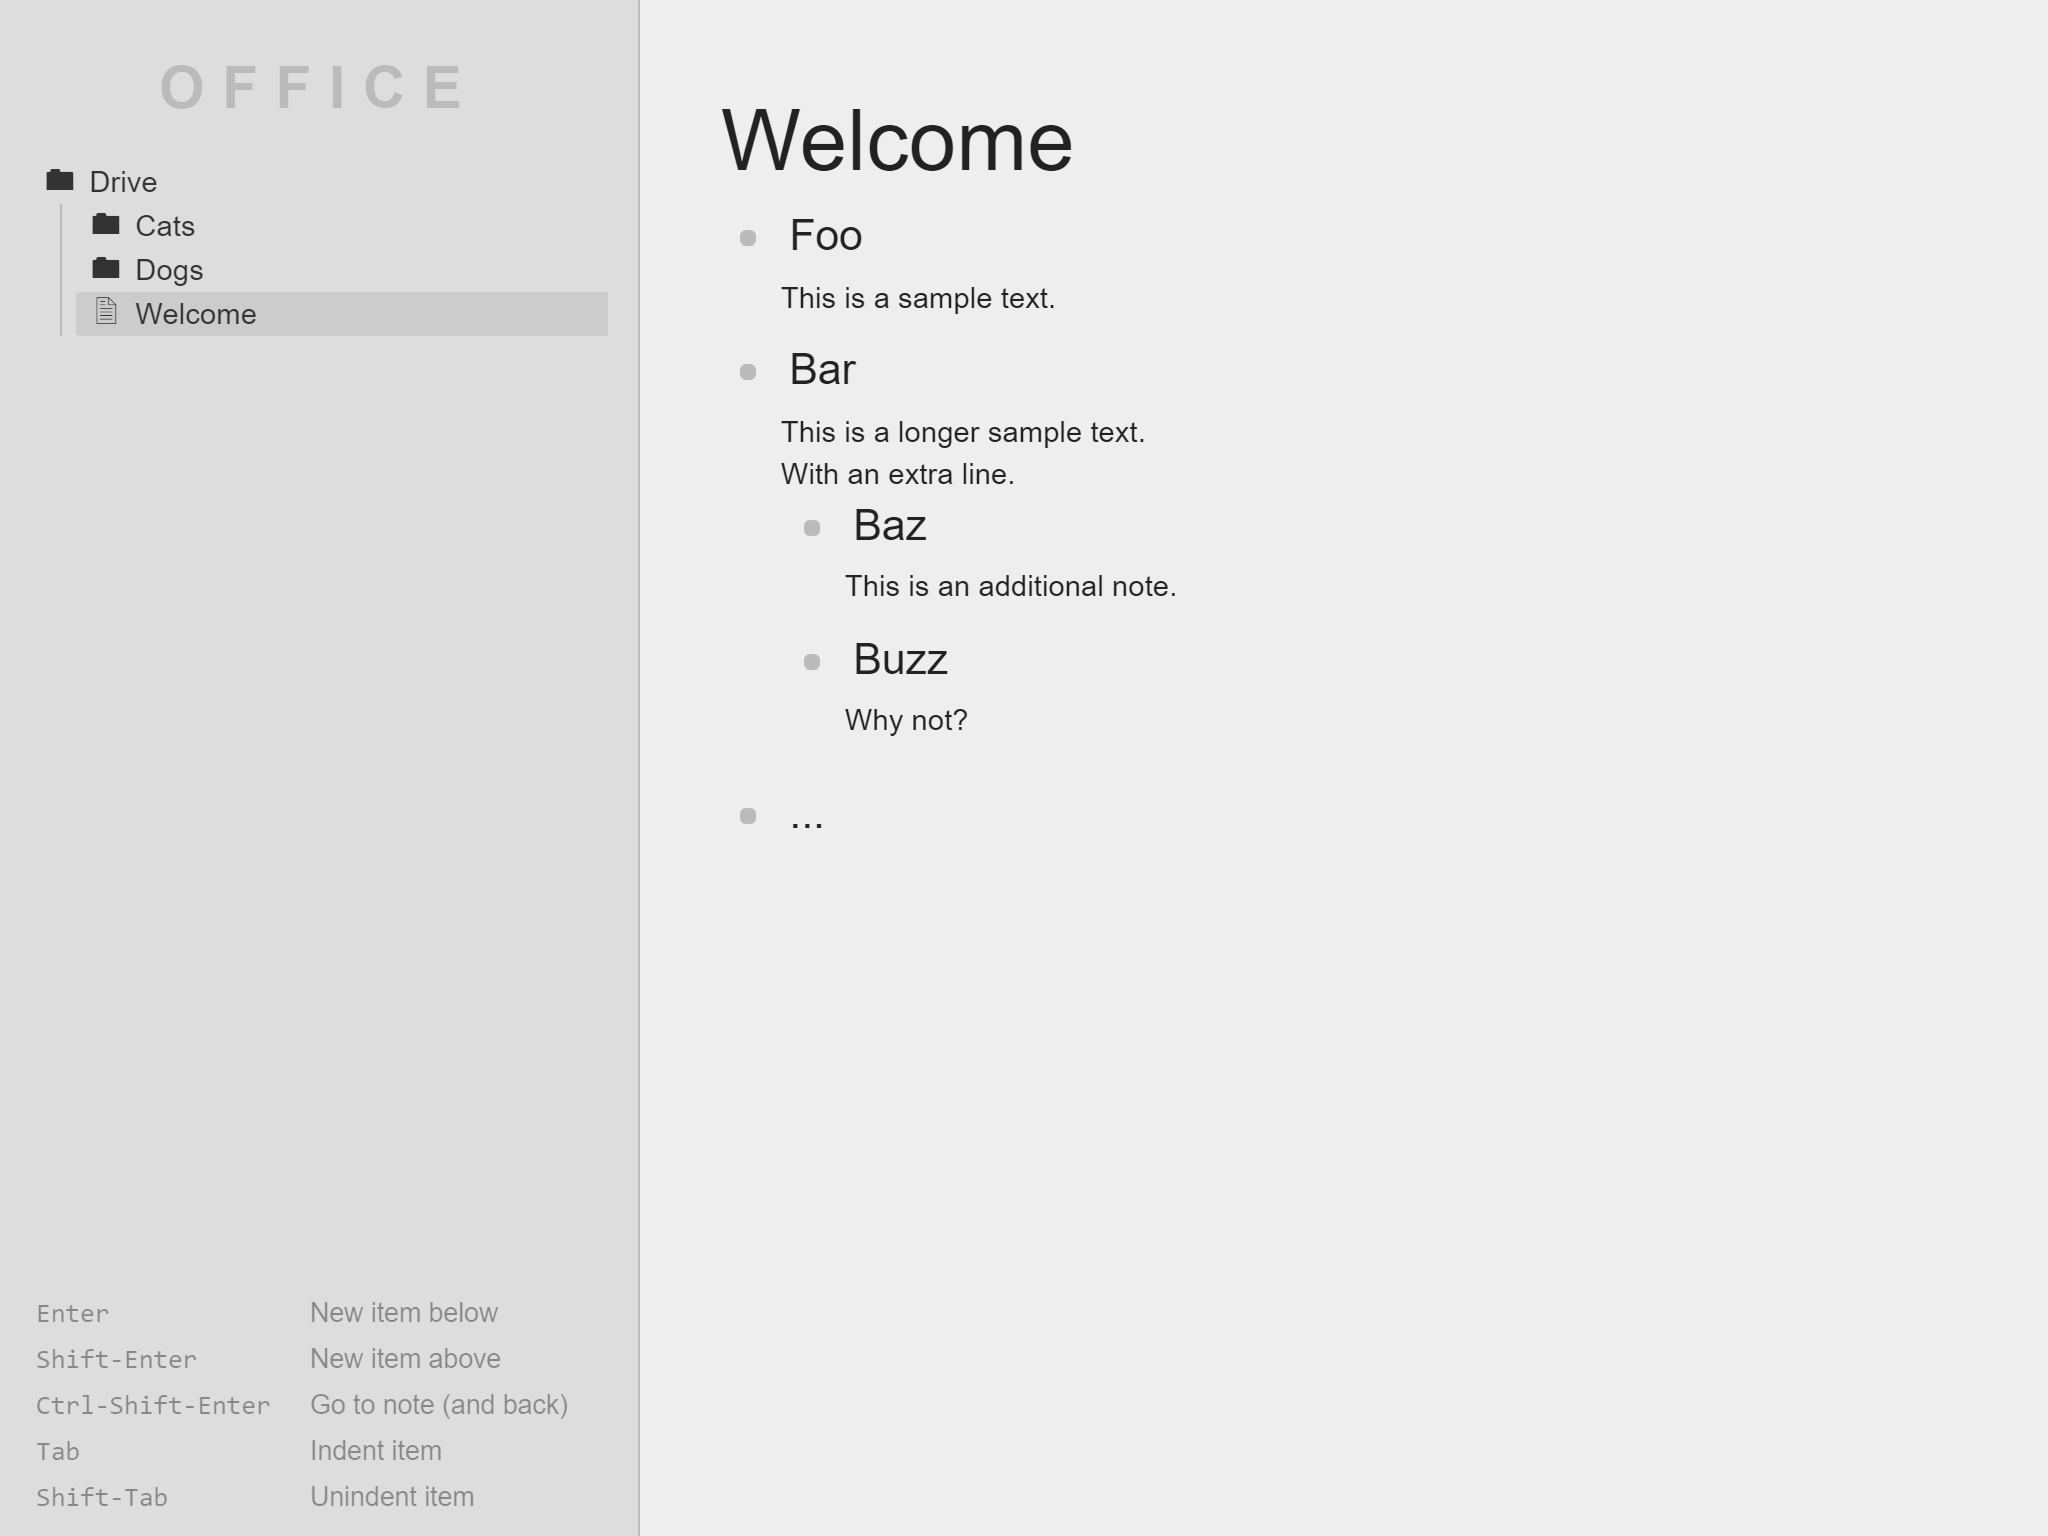 OFFICE
Drive
Cats
Dogs
Welcome
Enter New item below
Shift-Enter New item above
Ctrl-Shift-Enter Go to note (and back)
Tab Indent item
Shift-Tab Unindent item
Welcome
Foo
This is a sample text.
Bar
This is a longer sample text.
With an extra line.
Baz
This is an additional note.
Buzz
Why not?
...